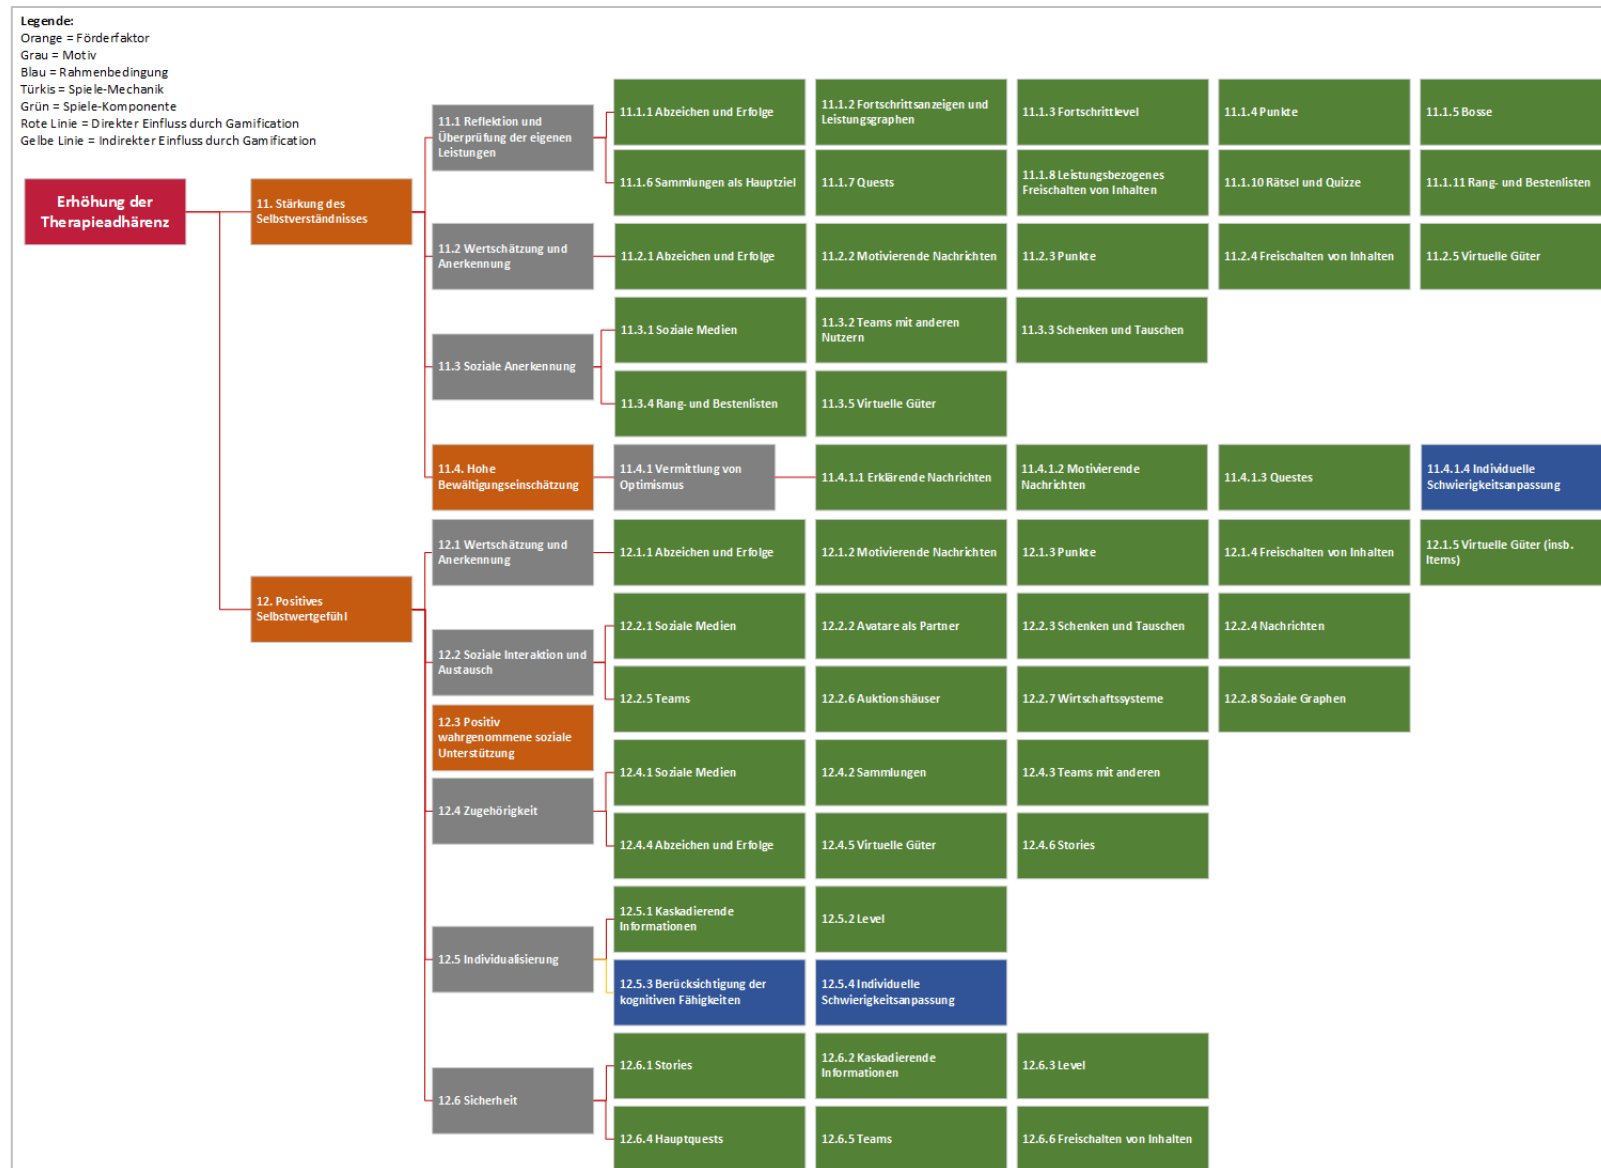 Legende:
Orange = Förderfaktor
Grau = Motiv
Blau = Rahmenbedingung
Türkis = Spiele-Mechanik
Grün = Spiele-Komponente
Rote Linie = Direkter Einfluss durch Gamification
Gelbe Linie = Indirekter Einfluss durch Gamification
Erhöhung der
Therapieadhärenz
11. Stärkung des
Selbstverständnisses
11.1 Reflektion und
Überprüfung der eigenen
Leistungen
11.1.1 Abzeichen und Erfolge
11.1.2 Fortschrittsanzeigen und
Leistungsgraphen
11.1.3 Fortschrittlevel
11.1.4 Punkte
11.1.5 Bosse
11.1.6 Sammlungen als Hauptziel
11.1.7 Quests
11.1.8 Leistungsbezogenes
Freischalten von Inhalten
11.1.10 Rätsel und Quizze
11.1.11 Rang- und Bestenlisten
11.2 Wertschätzung und
Anerkennung
11.2.1 Abzeichen und Erfolge
11.2.2 Motivierende Nachrichten
11.2.3 Punkte
11.2.4 Freischalten von Inhalten
11.2.5 Virtuelle Güter
11.3 Soziale Anerkennung
11.3.1 Soziale Medien
11.3.2 Teams mit anderen
Nutzern
11.3.3 Schenken und Tauschen
11.3.4 Rang- und Bestenlisten
11.3.5 Virtuelle Güter
11.4. Hohe
Bewältigungseinschätzung
11.4.1 Vermittlung von
Optimismus
11.4.1.1 Erklärende Nachrichten
11.4.1.2 Motivierende
Nachrichten
11.4.1.3 Questes
11.4.1.4 Individuelle
Schwierigkeitsanpassung
12. Positives
Selbstwertgefühl
12.1 Wertschätzung und
Anerkennung
12.1.1 Abzeichen und Erfolge
12.1.2 Motivierende Nachrichten
12.1.3 Punkte
12.1.4 Freischalten von Inhalten
12.1.5 Virtuelle Güter (insb.
Items)
12.2 Soziale Interaktion und
Austausch
12.2.1 Soziale Medien
12.2.2 Avatare als Partner
12.2.3 Schenken und Tauschen
12.2.4 Nachrichten
12.2.5 Teams
12.2.6 Auktionshäuser
12.2.7 Wirtschaftssysteme
12.2.8 Soziale Graphen
12.3 Positiv
wahrgenommene soziale
Unterstützung
12.4 Zugehörigkeit
12.4.1 Soziale Medien
12.4.2 Sammlungen
12.4.3 Teams mit anderen
12.4.4 Abzeichen und Erfolge
12.4.5 Virtuelle Güter
12.4.6 Stories
12.5 Individualisierung
12.5.1 Kaskadierende
Informationen
12.5.2 Level
12.5.3 Berücksichtigung der
kognitiven Fähigkeiten
12.5.4 Individuelle
Schwierigkeitsanpassung
12.6 Sicherheit
12.6.1 Stories
12.6.2 Kaskadierende
Informationen
12.6.3 Level
12.6.4 Hauptquests
12.6.5 Teams
12.6.6 Freischalten von Inhalten